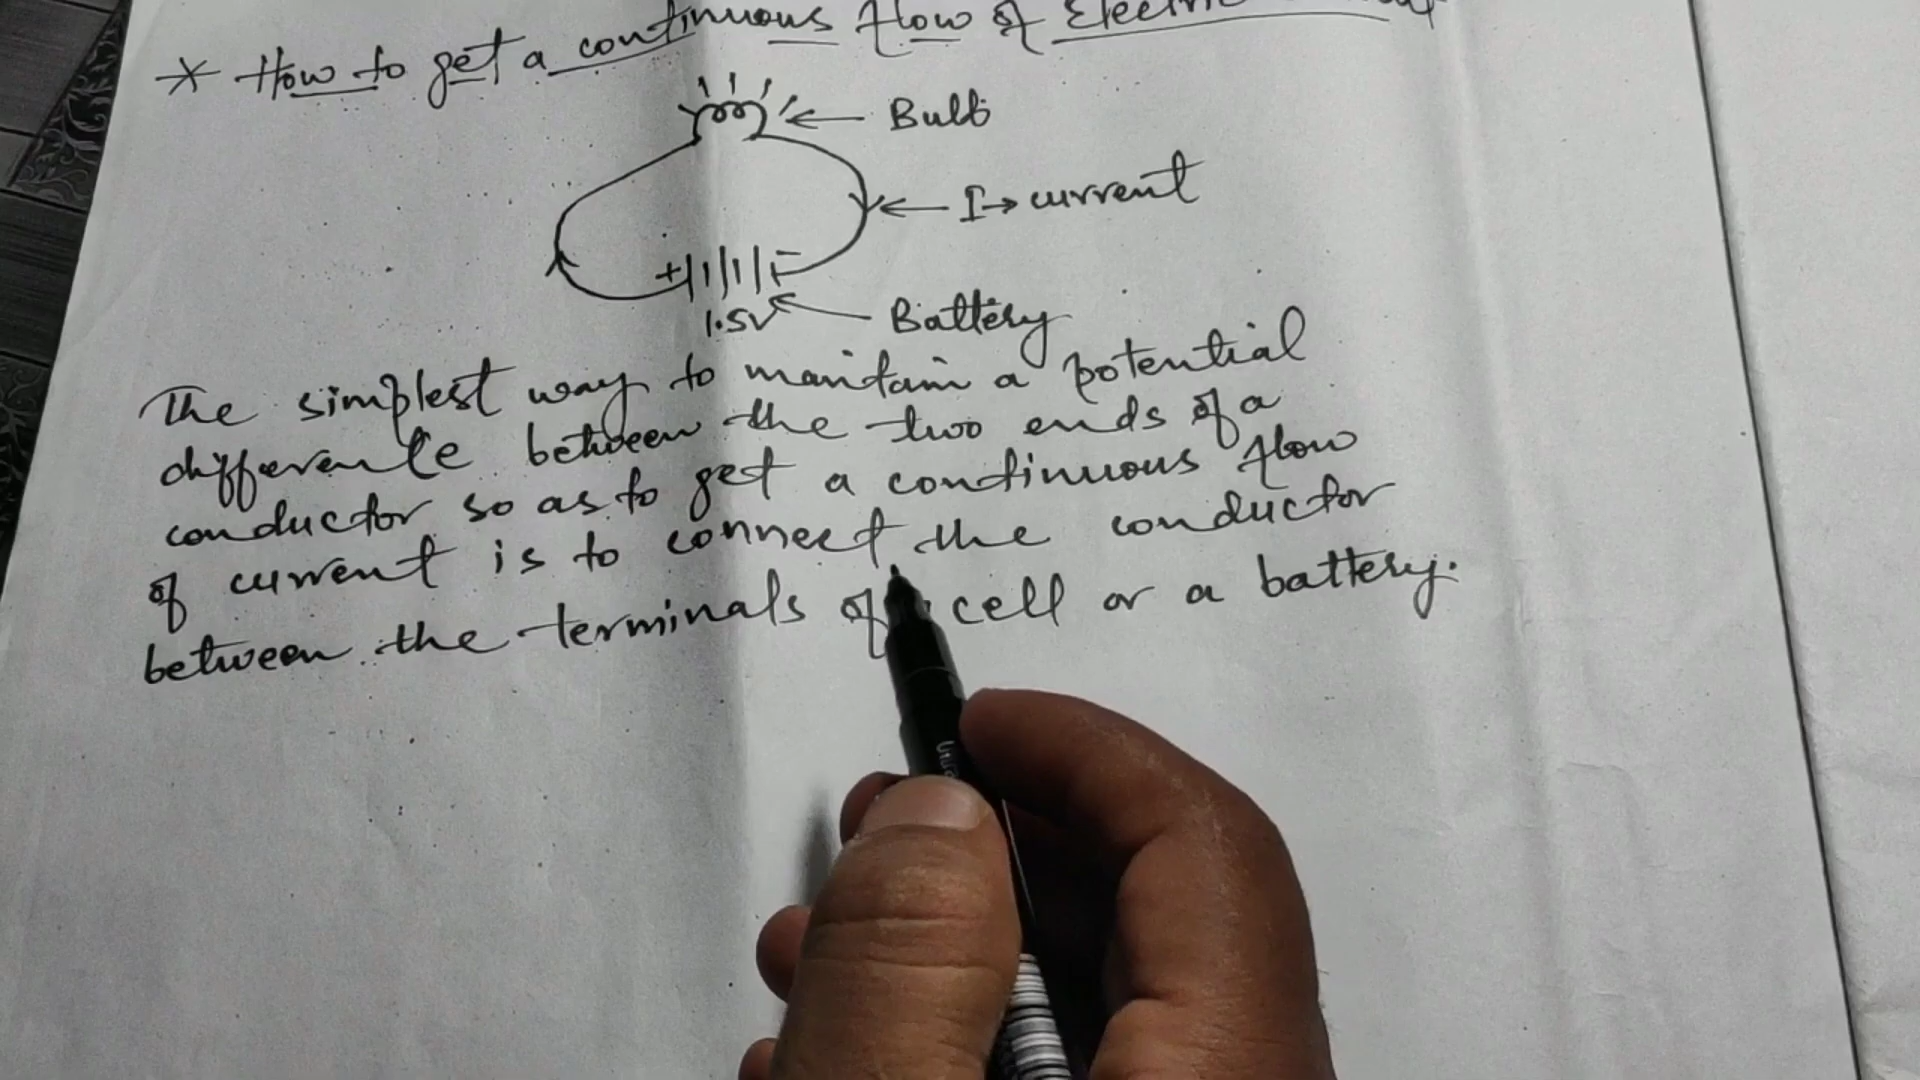 * How to get a continuous flow of Electric
Bulb
I→ current
+ -
1.5V
Battery
The simplest way to maintain a potential
difference between the two ends of a
conductor so as to get a continuous flow
of current is to connect the conductor
between the terminals of cell or a battery.